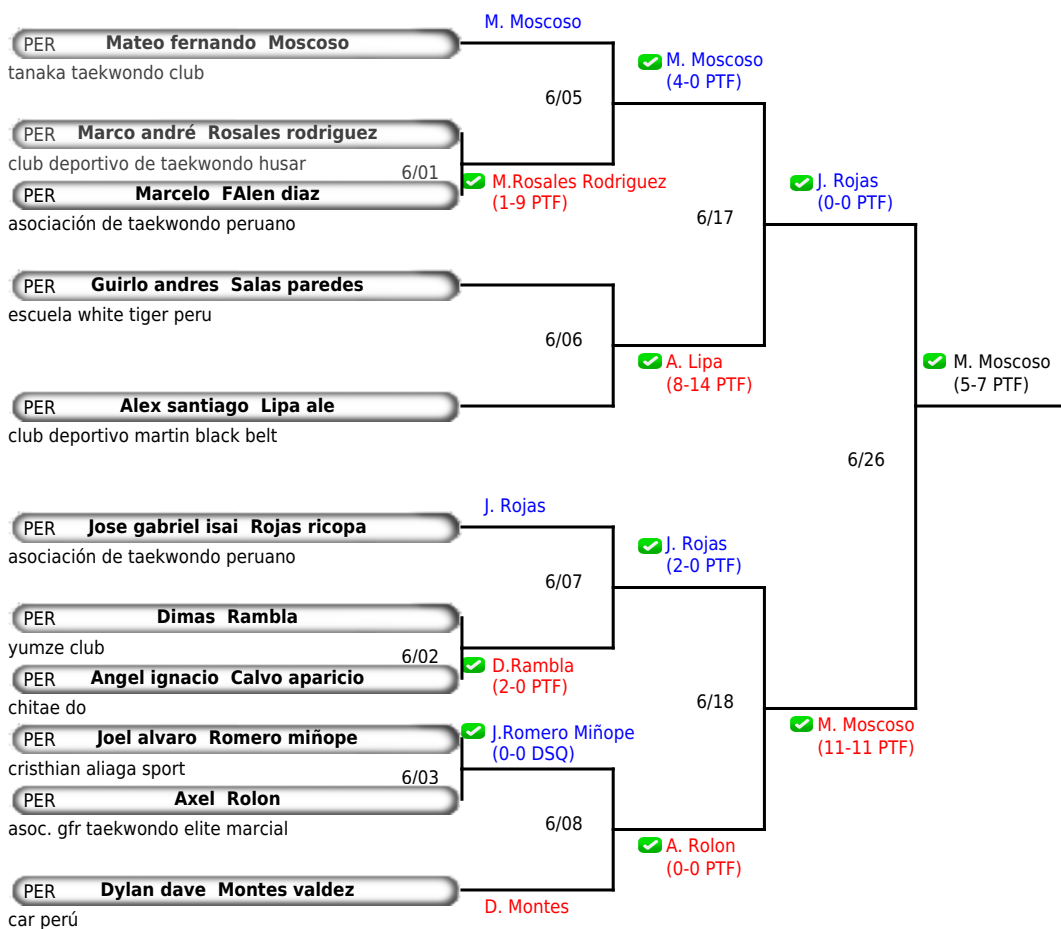 M. Moscoso
PER Mateo fernando Moscoso
tanaka taekwondo club
M. Moscoso
(4-0 PTF)
6/05
PER Marco andré Rosales rodriguez
club deportivo de taekwondo husar
6/01
M.Rosales Rodriguez
(1-9 PTF)
PER Marcelo FAlen diaz
asociación de taekwondo peruano
J. Rojas
(0-0 PTF)
6/17
PER Guirlo andres Salas paredes
escuela white tiger peru
6/06
A. Lipa
(8-14 PTF)
M. Moscoso
(5-7 PTF)
PER Alex santiago Lipa ale
club deportivo martin black belt
6/26
J. Rojas
PER Jose gabriel isai Rojas ricopa
asociación de taekwondo peruano
J. Rojas
(2-0 PTF)
6/07
PER Dimas Rambla
yumze club
6/02
D.Rambla
(2-0 PTF)
PER Angel ignacio Calvo aparicio
chitae do
6/18
M. Moscoso
(11-11 PTF)
PER Joel alvaro Romero miñope
cristhian aliaga sport
J.Romero Miñope
(0-0 DSQ)
6/03
PER Axel Rolon
asoc. gfr taekwondo elite marcial
6/08
A. Rolon
(0-0 PTF)
PER Dylan dave Montes valdez
car perú
D. Montes